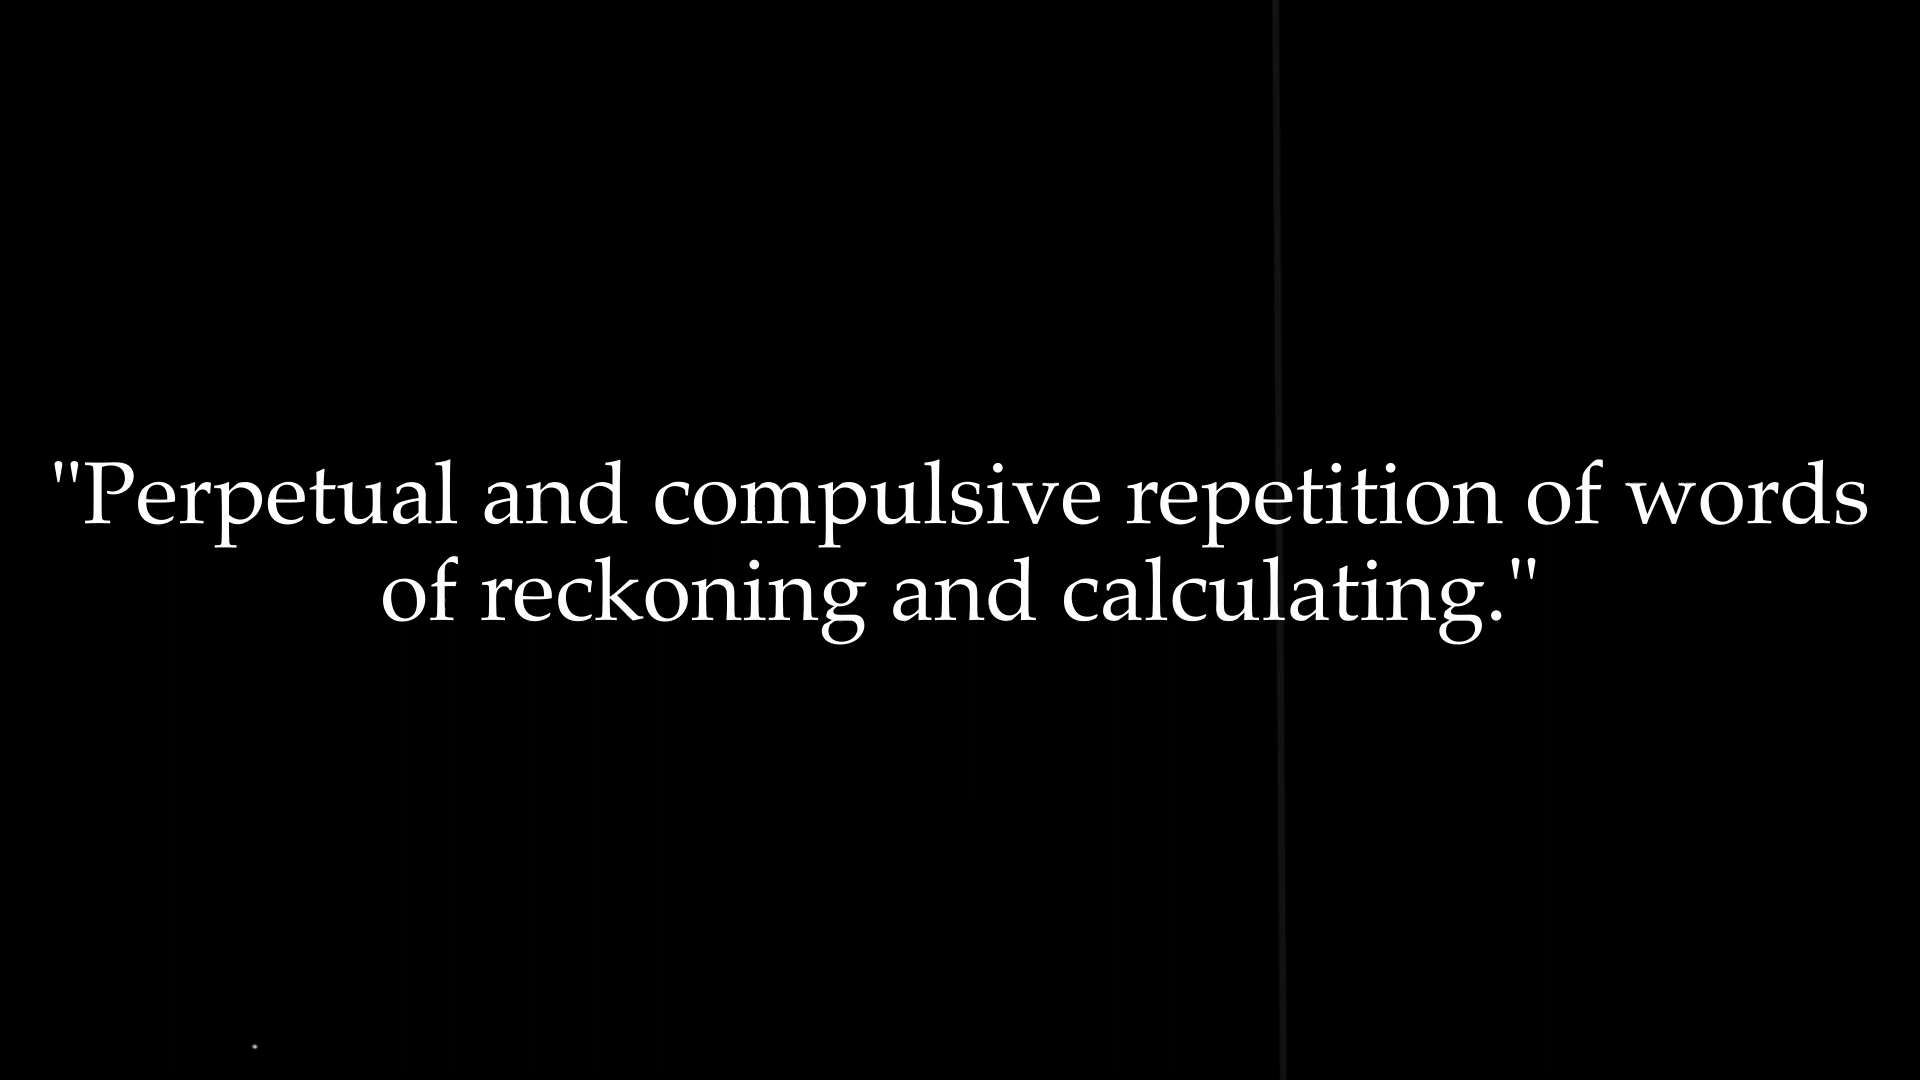 "Perpetual and compulsive repetition of words
of reckoning and calculating."